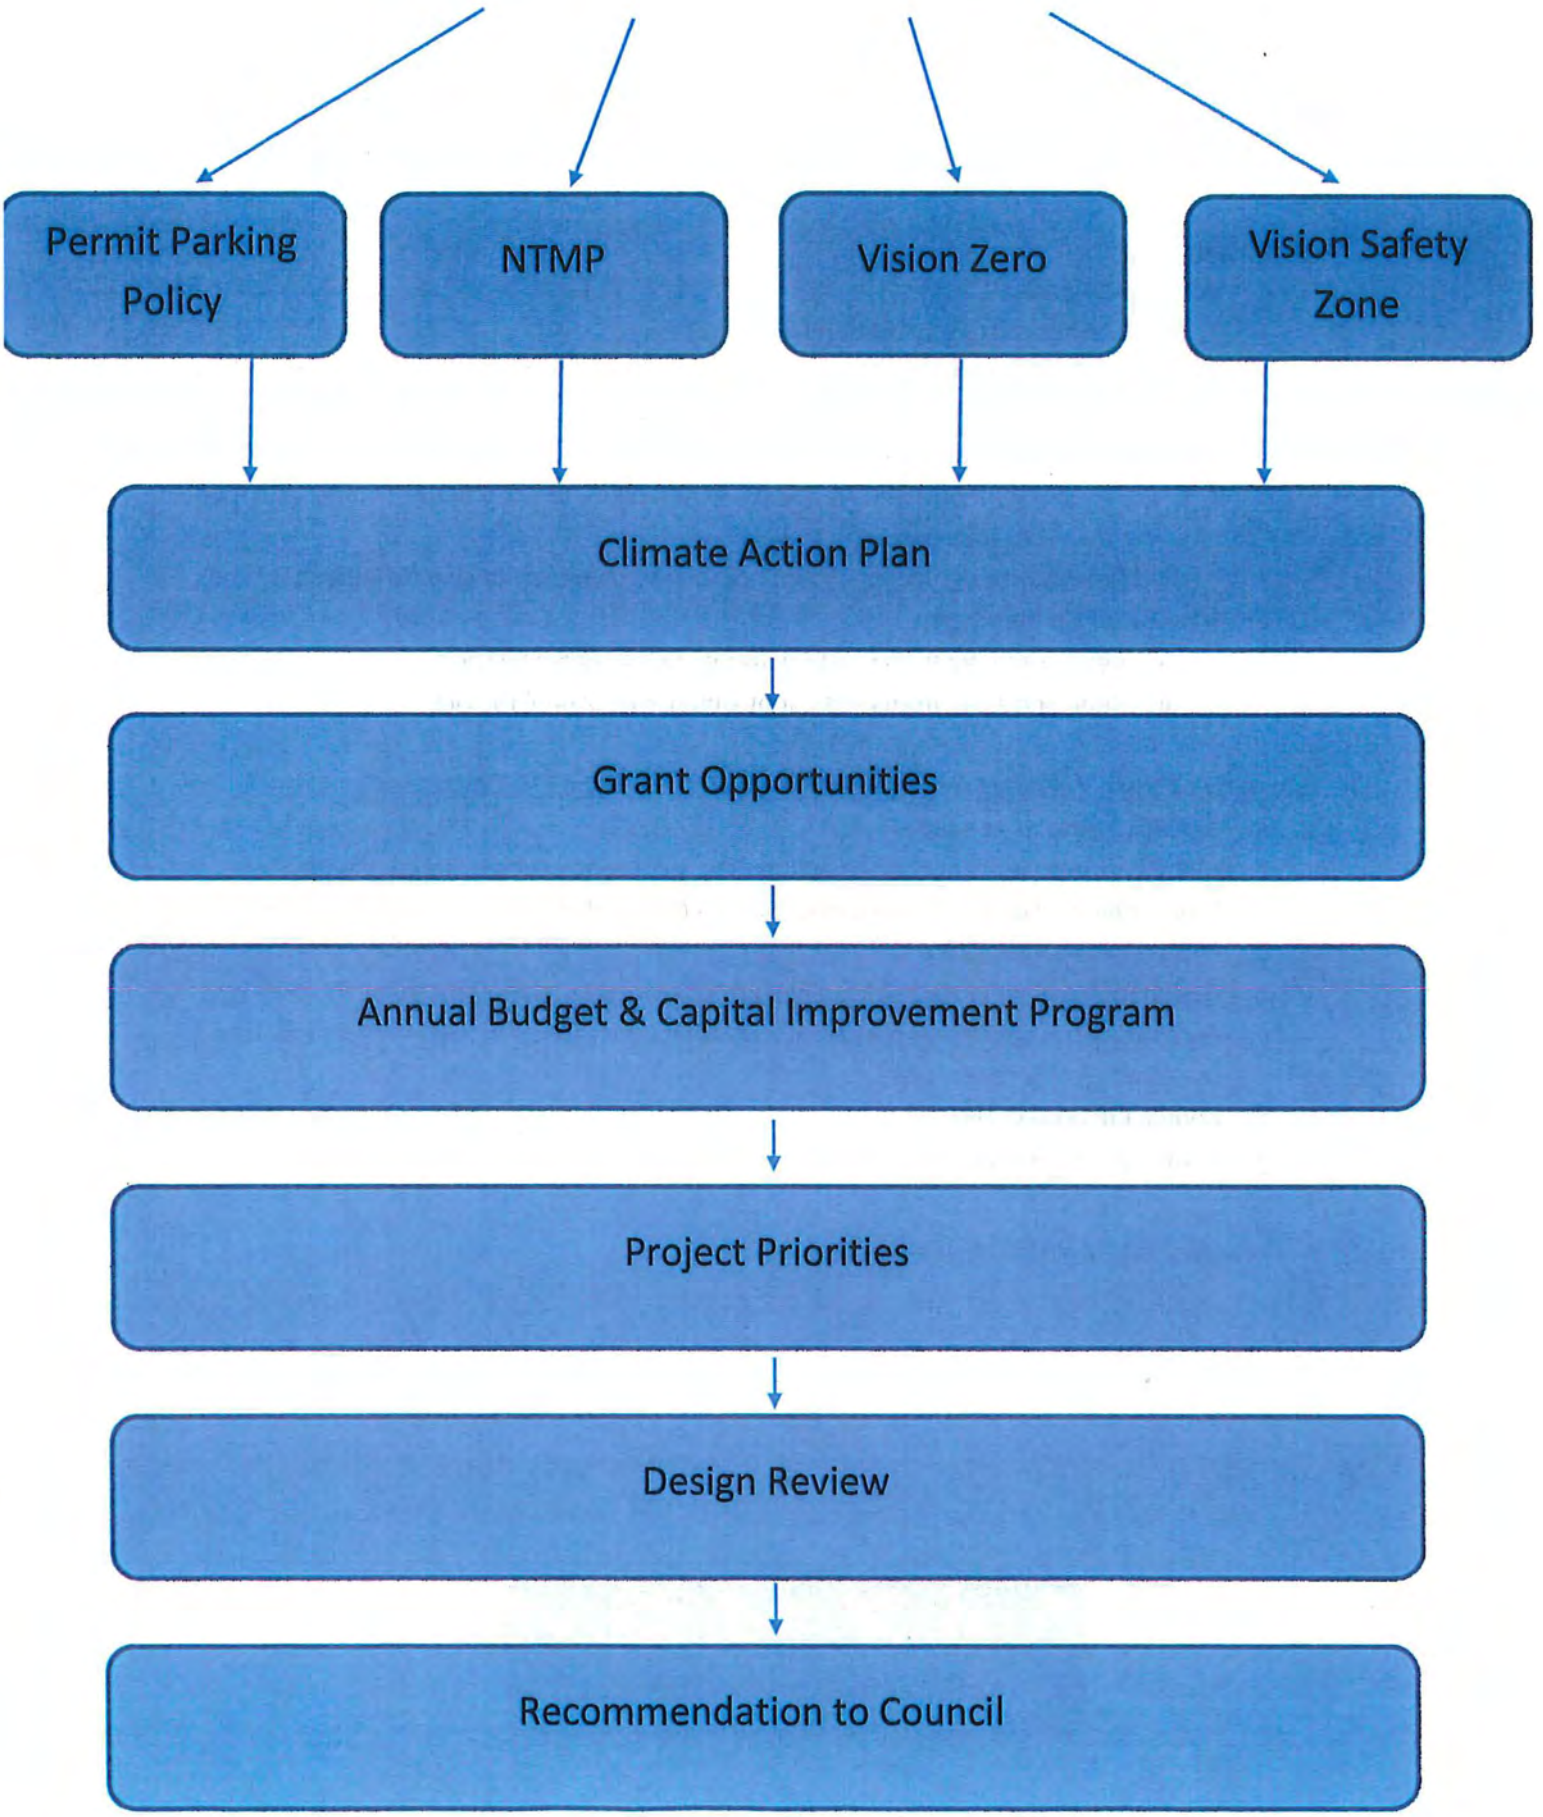 Permit Parking
Policy
NTMP
Vision Zero
Vision Safety
Zone
Climate Action Plan
Grant Opportunities
Annual Budget & Capital Improvement Program
Project Priorities
Design Review
Recommendation to Council